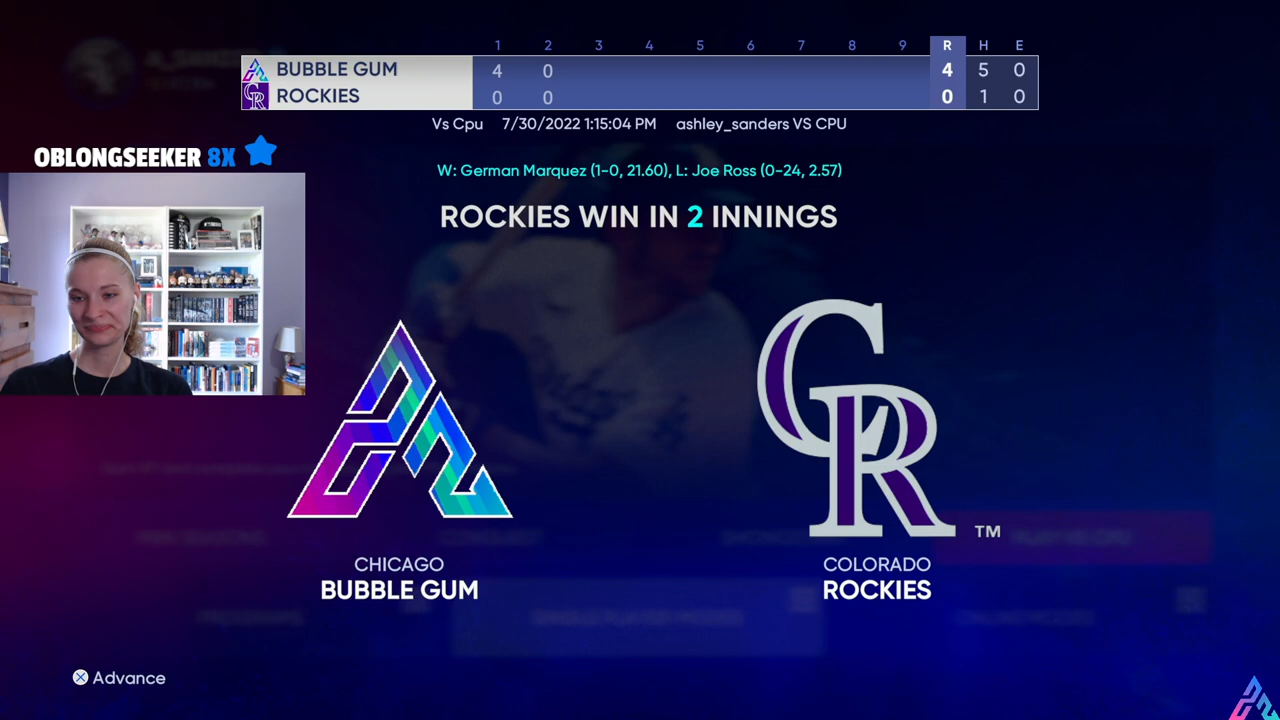 1 2 3 4 5 6 7 8 9 R H E
BUBBLE GUM 4 0 4 5 0
ROCKIES 0 0 0 1 0
Vs Cpu 7/30/2022 1:15:04 PM ashley_sanders VS CPU
OBLONGSEEKER 8X
W: German Marquez (1-0, 21.60), L: Joe Ross (0-24, 2.57)
ROCKIES WIN IN 2 INNINGS
CR
TM
CHICAGO
BUBBLE GUM
COLORADO
ROCKIES
Advance